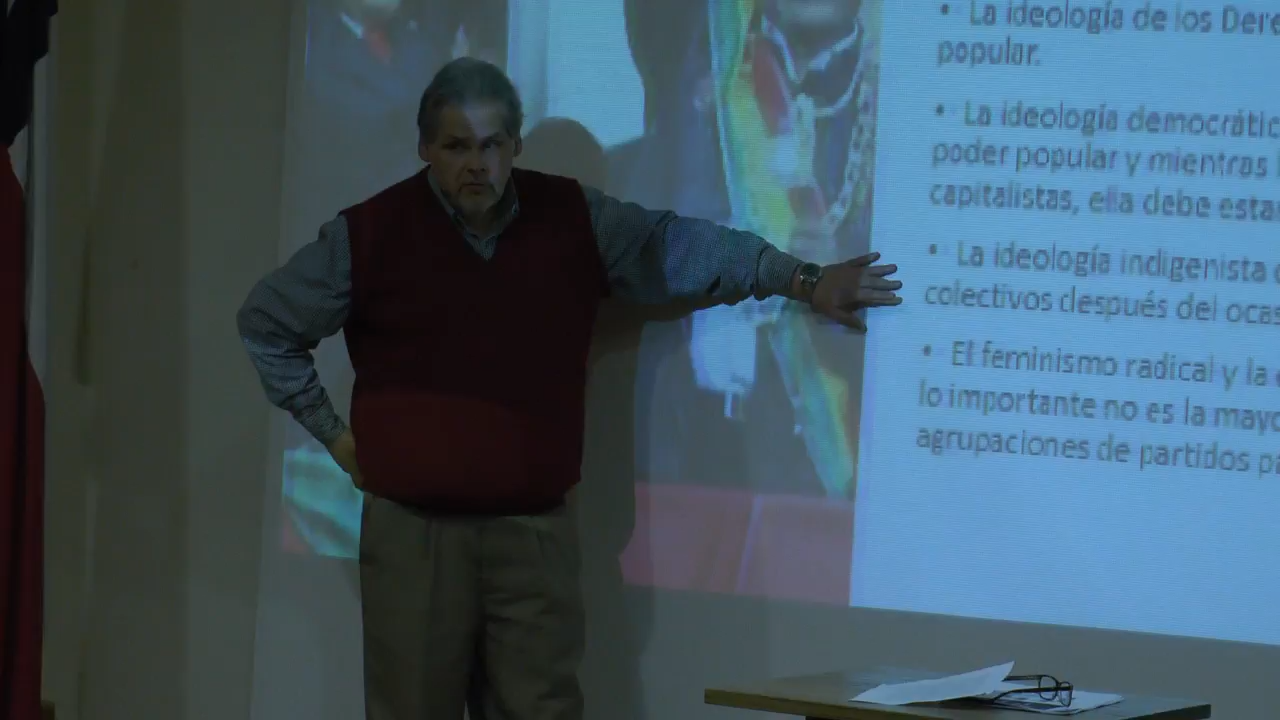 • La ideología de los Der
popular.
• La ideología democrátic
poder popular y mientras
capitalistas, ella debe esta
• La ideología indigenista
colectivos después del ocas
• El feminismo radical y la
lo importante no es la mayo
agrupaciones de partidos p